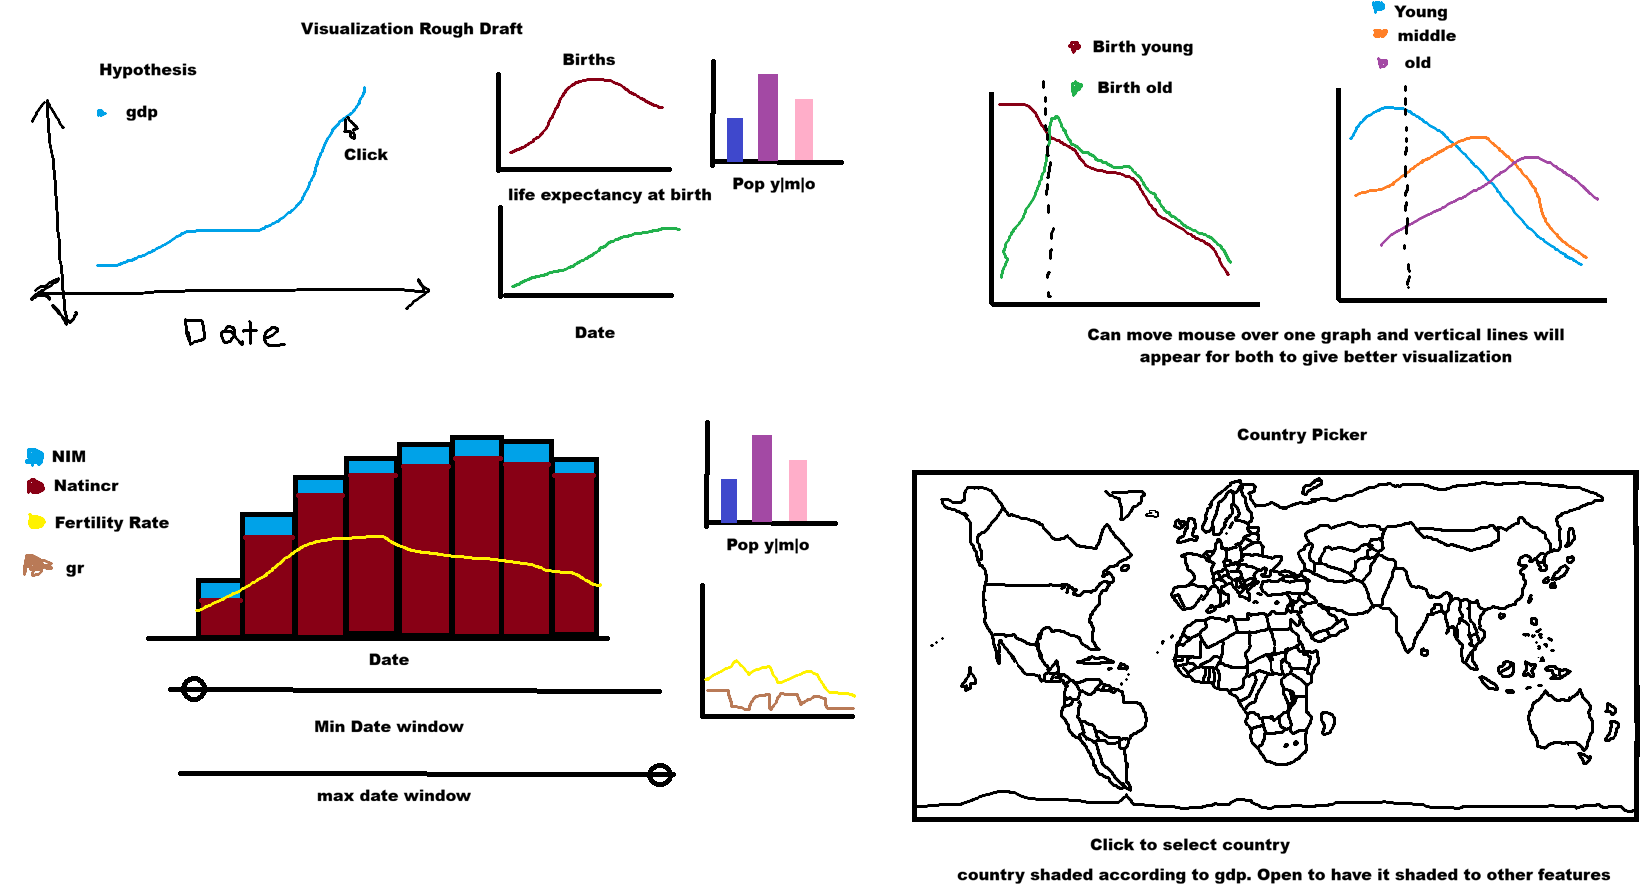 Visualization Rough Draft
Hypothesis
gdp
Click
Date
Births
life expectancy at birth
Date
Pop y|m|o
Birth young
Birth old
Young
middle
old
Can move mouse over one graph and vertical lines will
appear for both to give better visualization
NIM
Natincr
Fertility Rate
gr
Date
Min Date window
max date window
Pop y|m|o
Country Picker
Click to select country
country shaded according to gdp. Open to have it shaded to other features